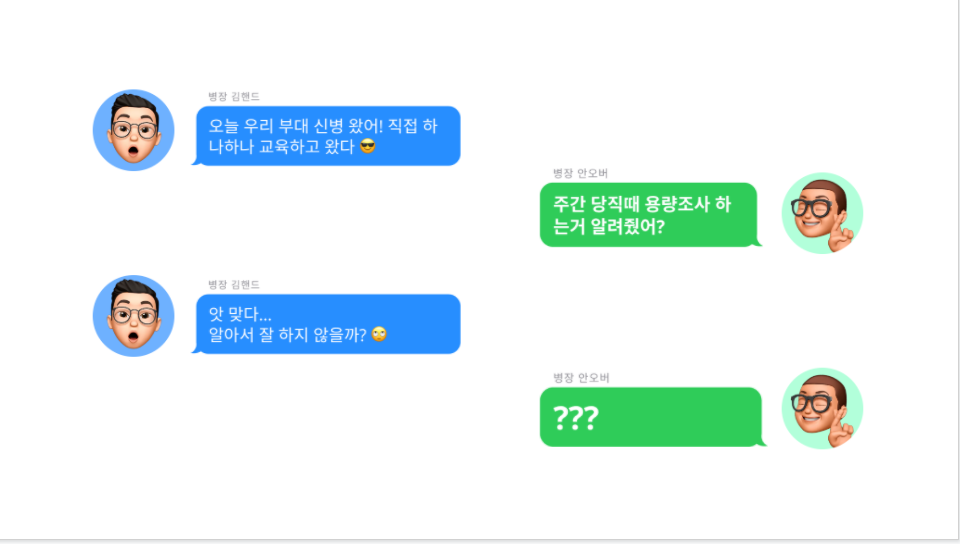 병장 김핸드
오늘 우리 부대 신병 왔어! 직접 하
나하나 교육하고 왔다 😎
병장 안오버
주간 당직때 용량조사 하
는거 알려줬어?
병장 김핸드
앗 맞다...
알아서 잘 하지 않을까? 🙄
병장 안오버
???